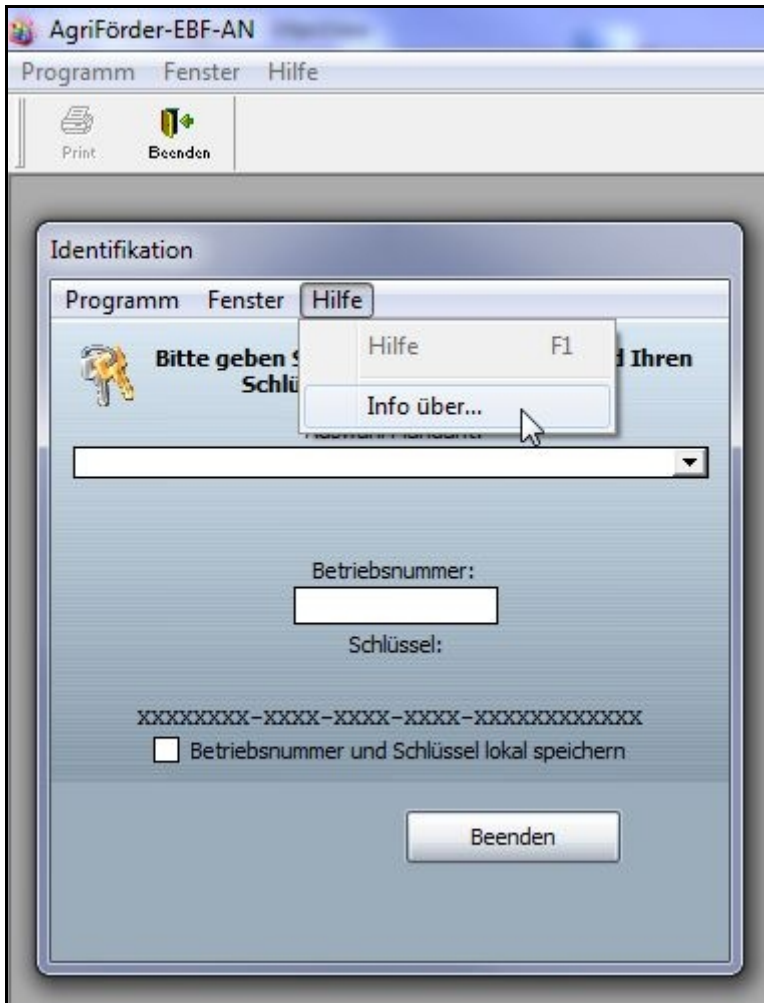 AgriFörder-EBF-AN
Programm Fenster Hilfe
Print Beenden
Identifikation
Programm Fenster Hilfe
Hilfe F1
Info über...
Bitte geben Ihren
Betriebsnummer:
Schlüssel:
xxxxxxxx-xxxx-xxxx-xxxx-xxxxxxxxxxxx
Betriebsnummer und Schlüssel lokal speichern
Beenden